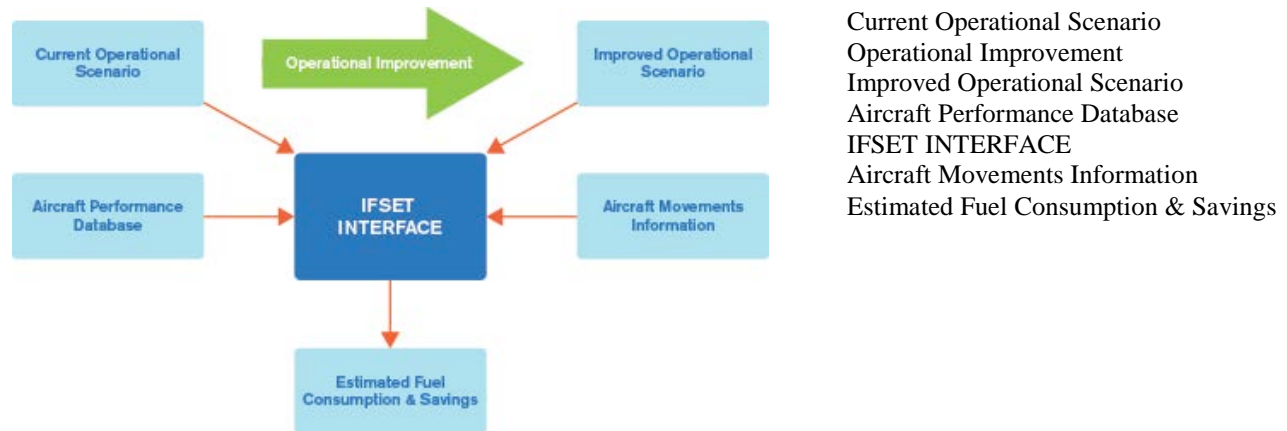 Current Operational
Scenario
Operational Improvement
Improved Operational
Scenario
Aircraft Performance
Database
IFSET
INTERFACE
Aircraft Movements
Information
Estimated Fuel
Consumption & Savings
Current Operational Scenario
Operational Improvement
Improved Operational Scenario
Aircraft Performance Database
IFSET INTERFACE
Aircraft Movements Information
Estimated Fuel Consumption & Savings